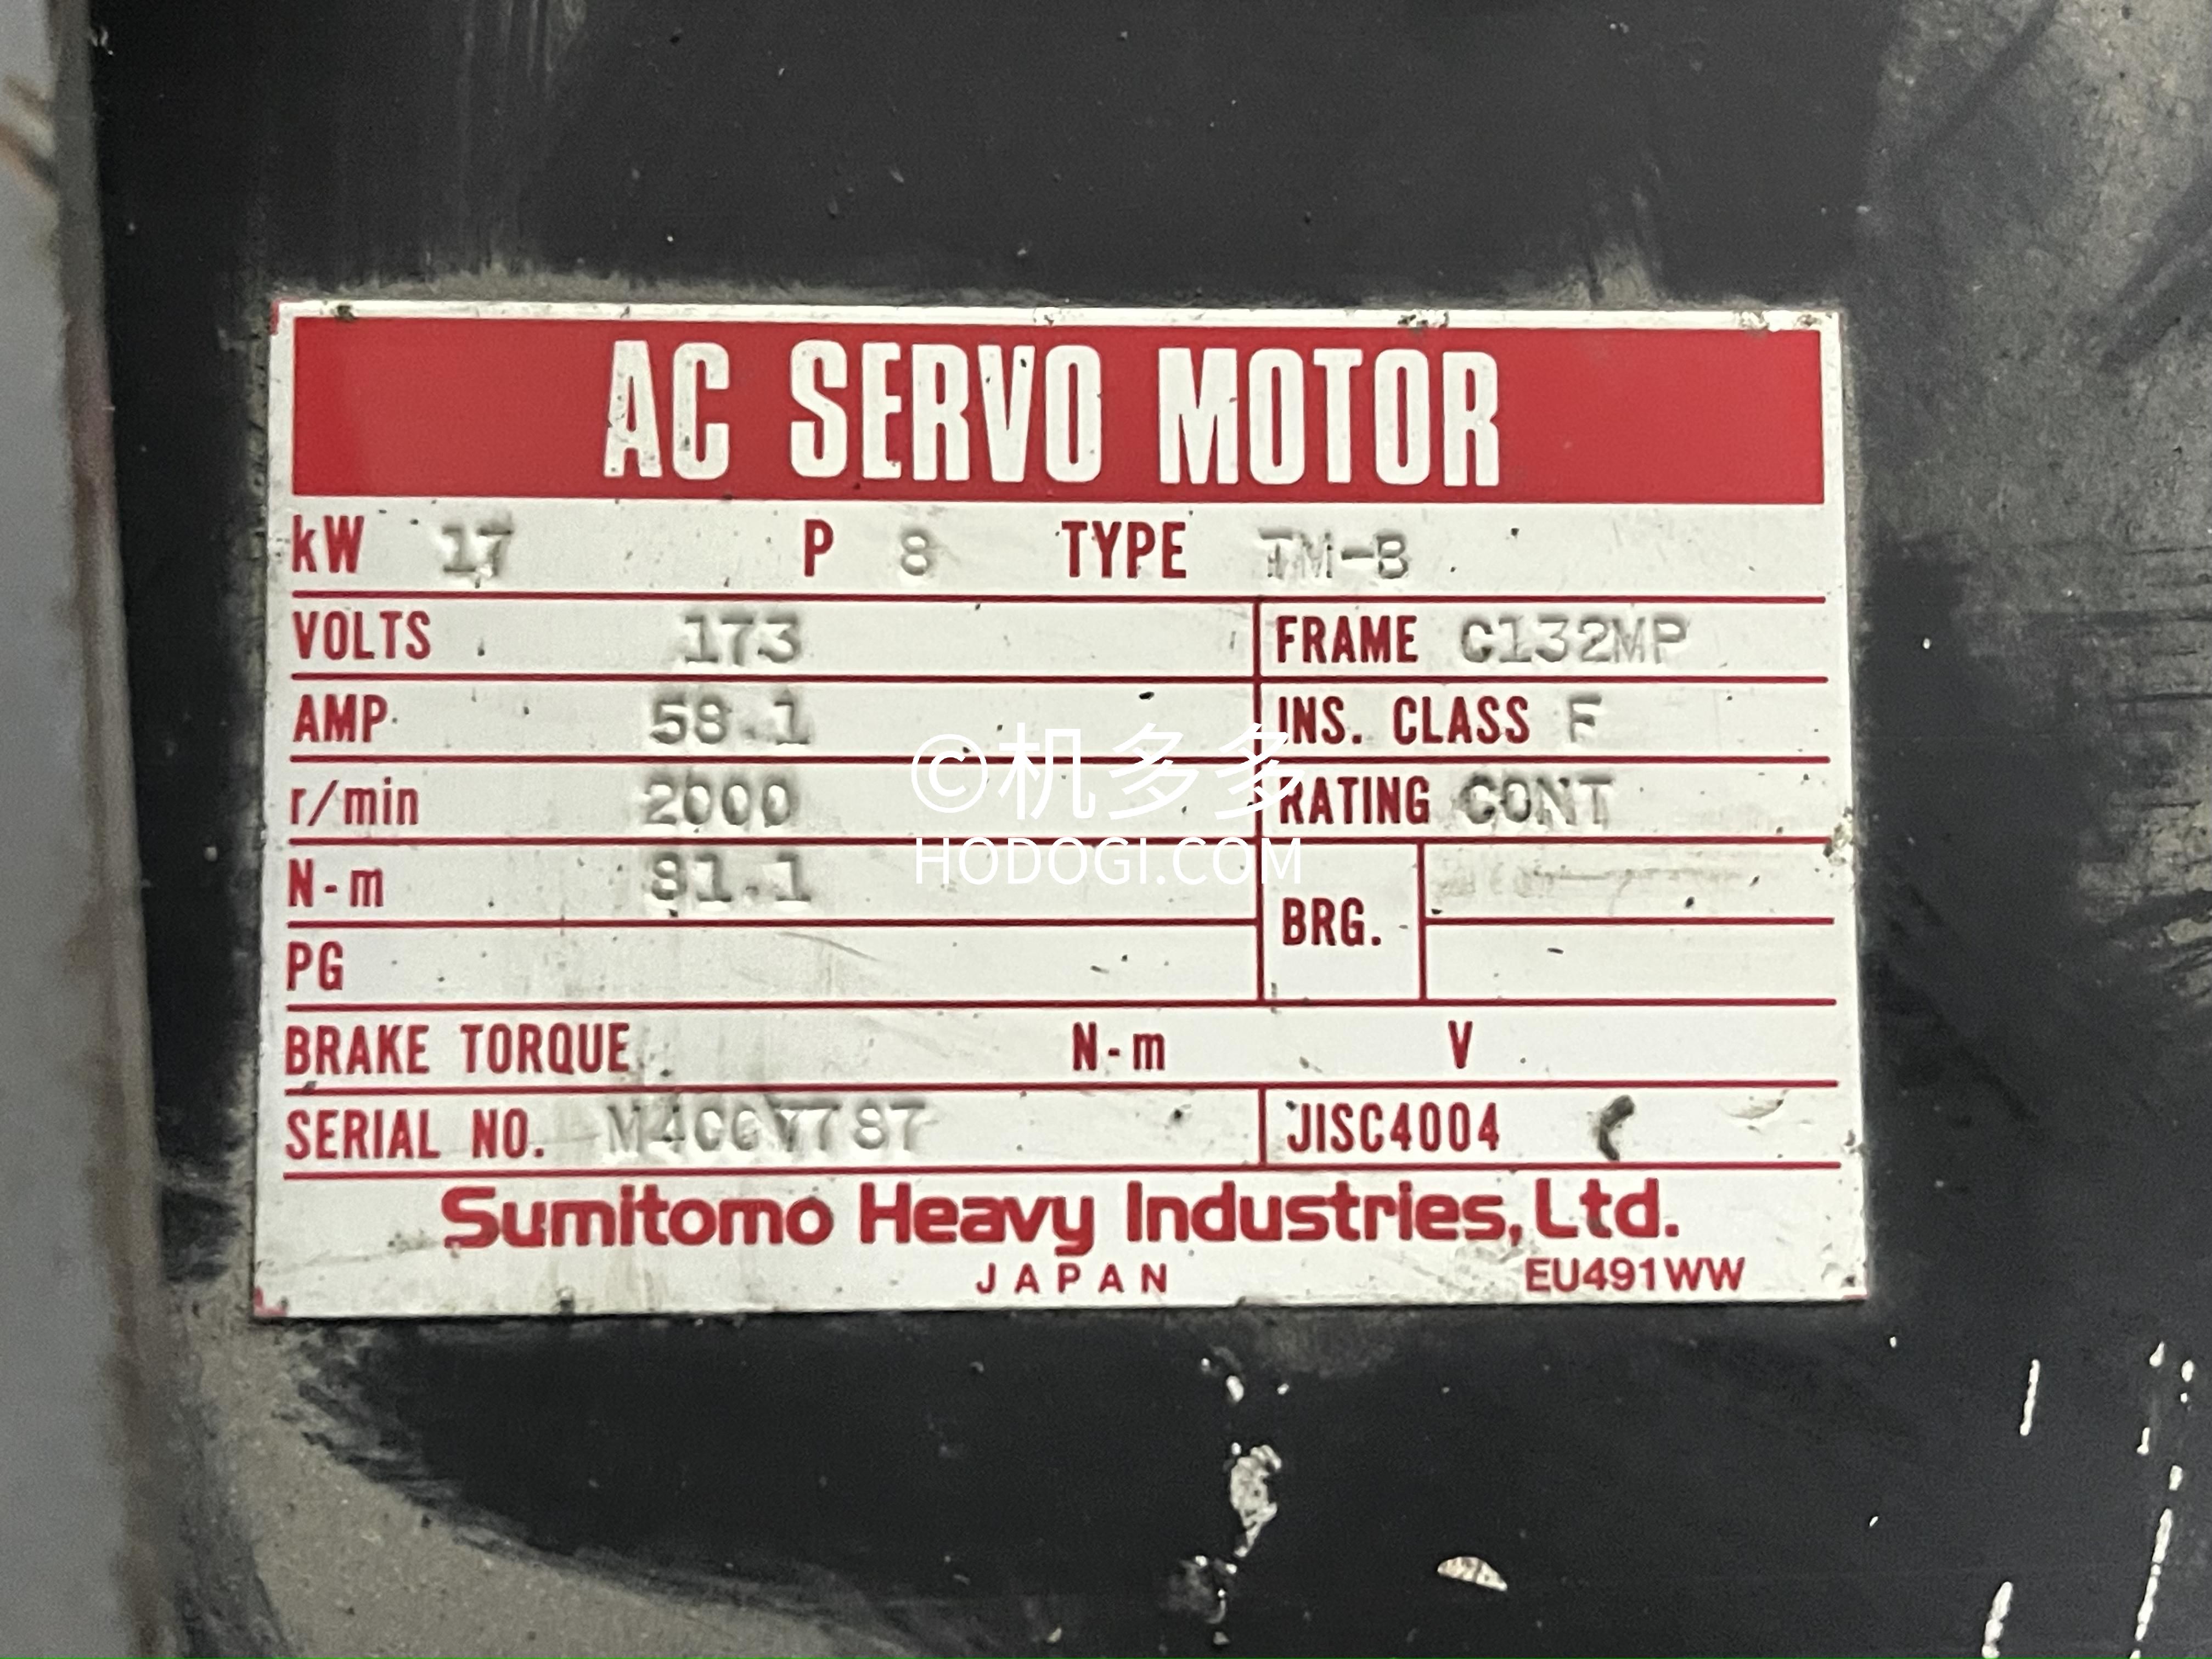 AC SERVO MOTOR
kW 17 P 8 TYPE TM-B
VOLTS 173 FRAME C132MP
AMP 58.1 INS. CLASS F
r/min 2000 RATING CONT
N-m 81.1 BRG.
PG
BRAKE TORQUE N-m V
SERIAL NO. JISC4004
Sumitomo Heavy Industries, Ltd.
JAPAN EU491WW
©机多多
HODOGI.COM